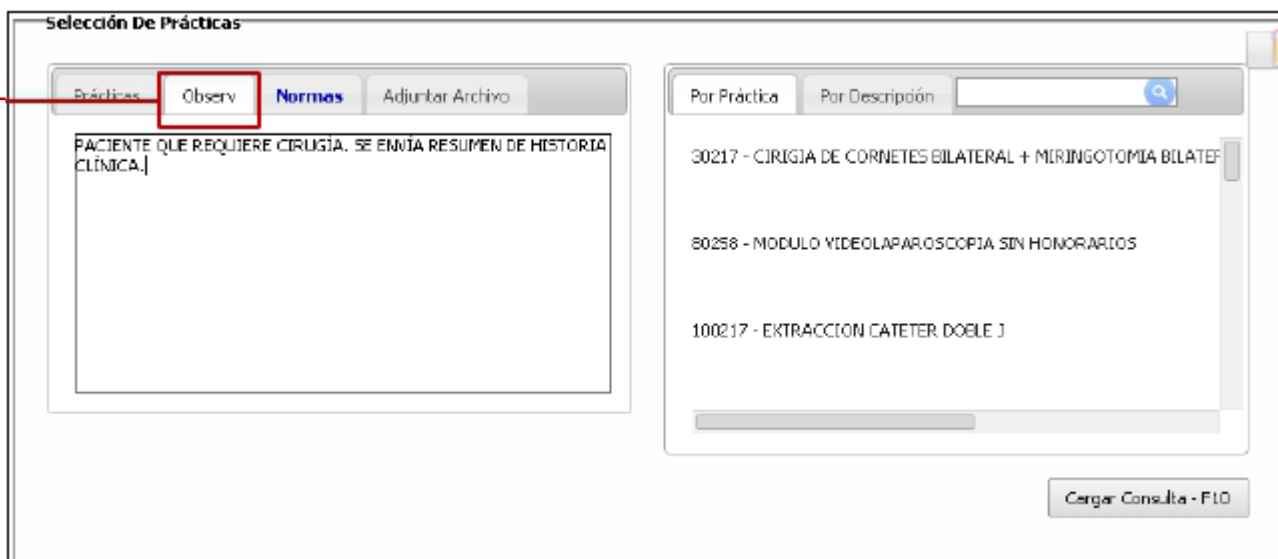 Selección De Prácticas
Prácticas Observ Normas Adjuntar Archivo
PACIENTE QUE REQUIERE CIRUGÍA. SE ENVÍA RESUMEN DE HISTORIA
CLÍNICA.
Por Práctica Por Descripción
30217 - CIRIGIA DE CORNETES BILATERAL + MIRINGOTOMIA BILATER
80258 - MODULO VIDEOLAPAROSCOPIA SIN HONORARIOS
100217 - EXTRACCION CATETER DOBLE J
Cargar Consulta - F10